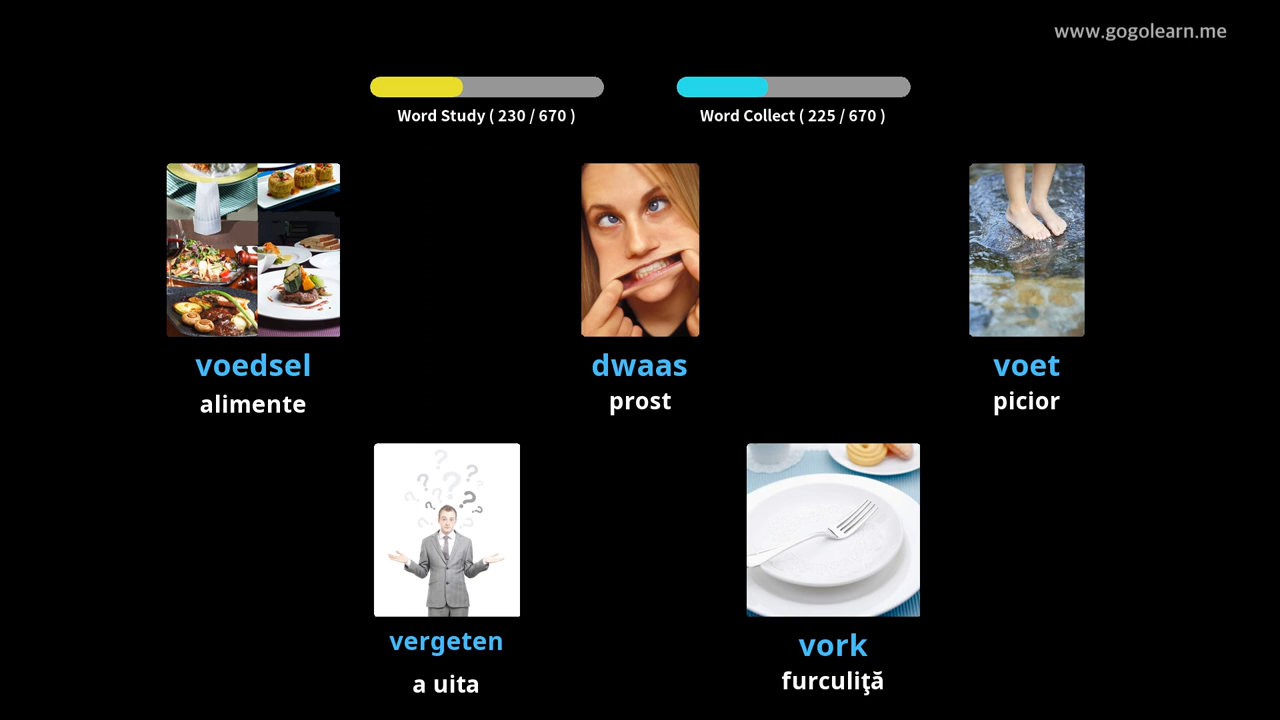 www.gogolearn.me
Word Study ( 230 / 670 )
Word Collect ( 225 / 670 )
voedsel
alimente
dwaas
prost
voet
picior
vergeten
a uita
vork
furculiţă